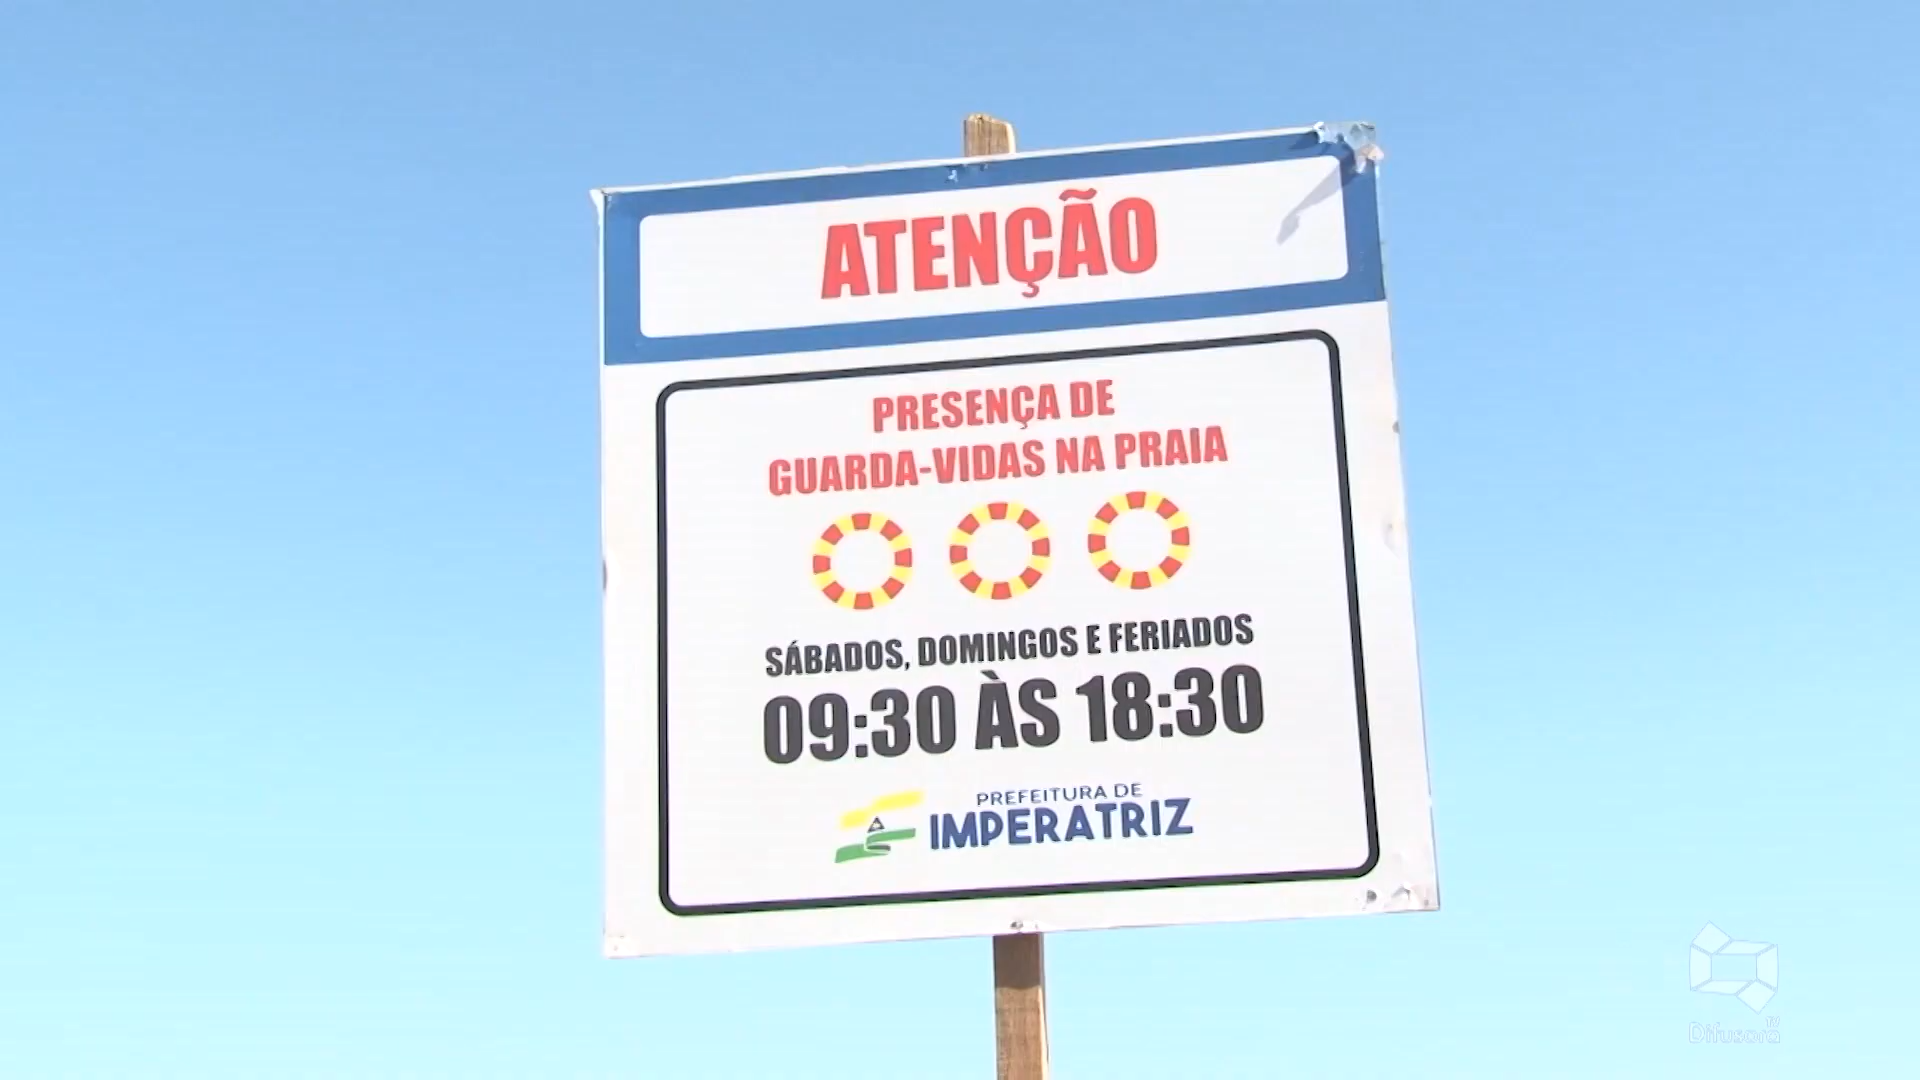 ATENÇÃO
PRESENÇA DE
GUARDA-VIDAS NA PRAIA
SÁBADOS, DOMINGOS E FERIADOS
09:30 ÀS 18:30
PREFEITURA DE
IMPERATRIZ
TV
Difusora